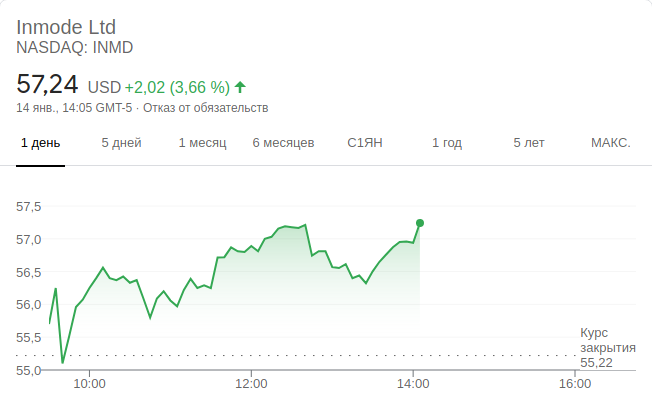 Inmode Ltd
NASDAQ: INMD
57,24 USD +2,02 (3,66 %)
14 янв., 14:05 GMT-5 · Отказ от обязательств
1 день 5 дней 1 месяц 6 месяцев С1ЯН 1 год 5 лет МАКС.
57,5
57,0
56,5
56,0
55,5
55,0
Курс
закрытия
55,22
10:00 12:00 14:00 16:00